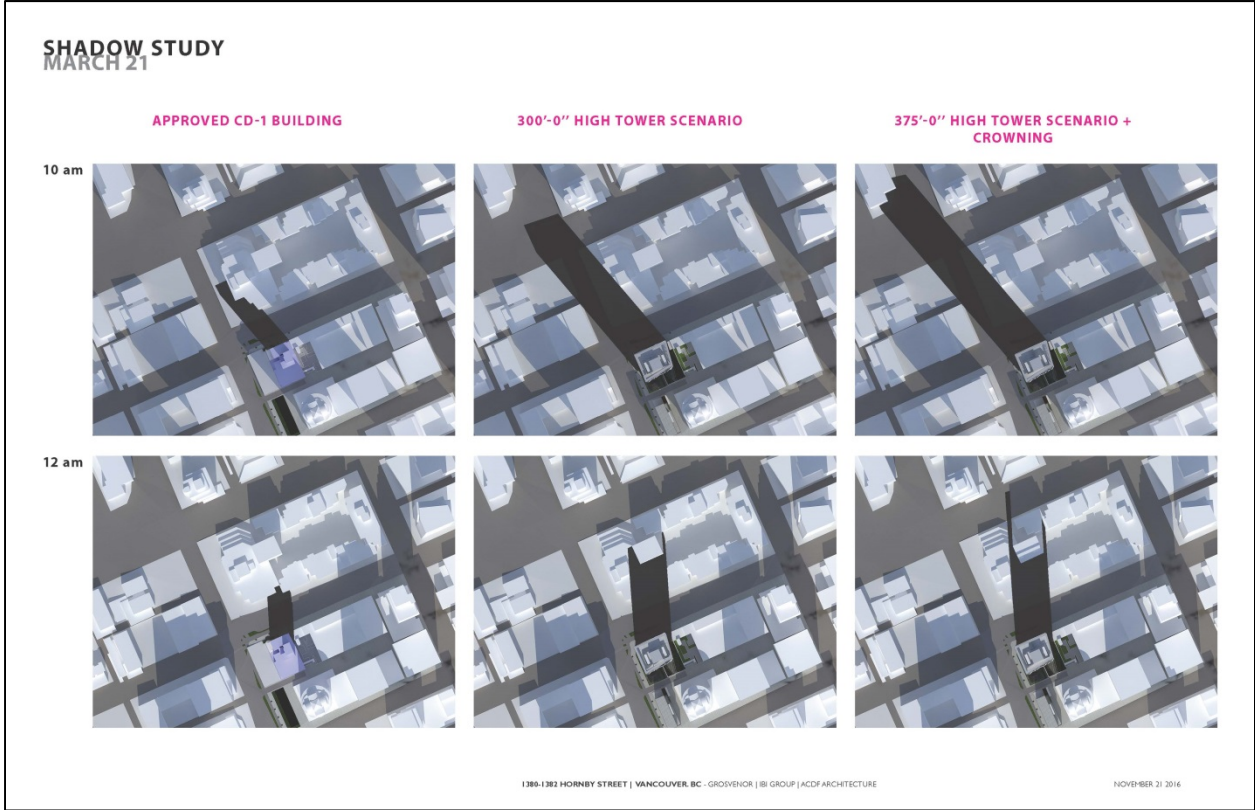 SHADOW STUDY
MARCH 21
APPROVED CD-1 BUILDING
300'-0'' HIGH TOWER SCENARIO
375'-0'' HIGH TOWER SCENARIO +
CROWNING
10 am
12 am
1380-1382 HORNBY STREET | VANCOUVER. BC - GROSVENOR | IBI GROUP | ACDF ARCHITECTURE
NOVEMBER 21 2016